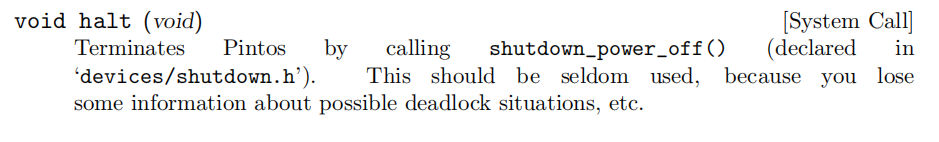 void halt (void) [System Call]
Terminates Pintos by calling shutdown_power_off() (declared in
‘devices/shutdown.h’). This should be seldom used, because you lose
some information about possible deadlock situations, etc.